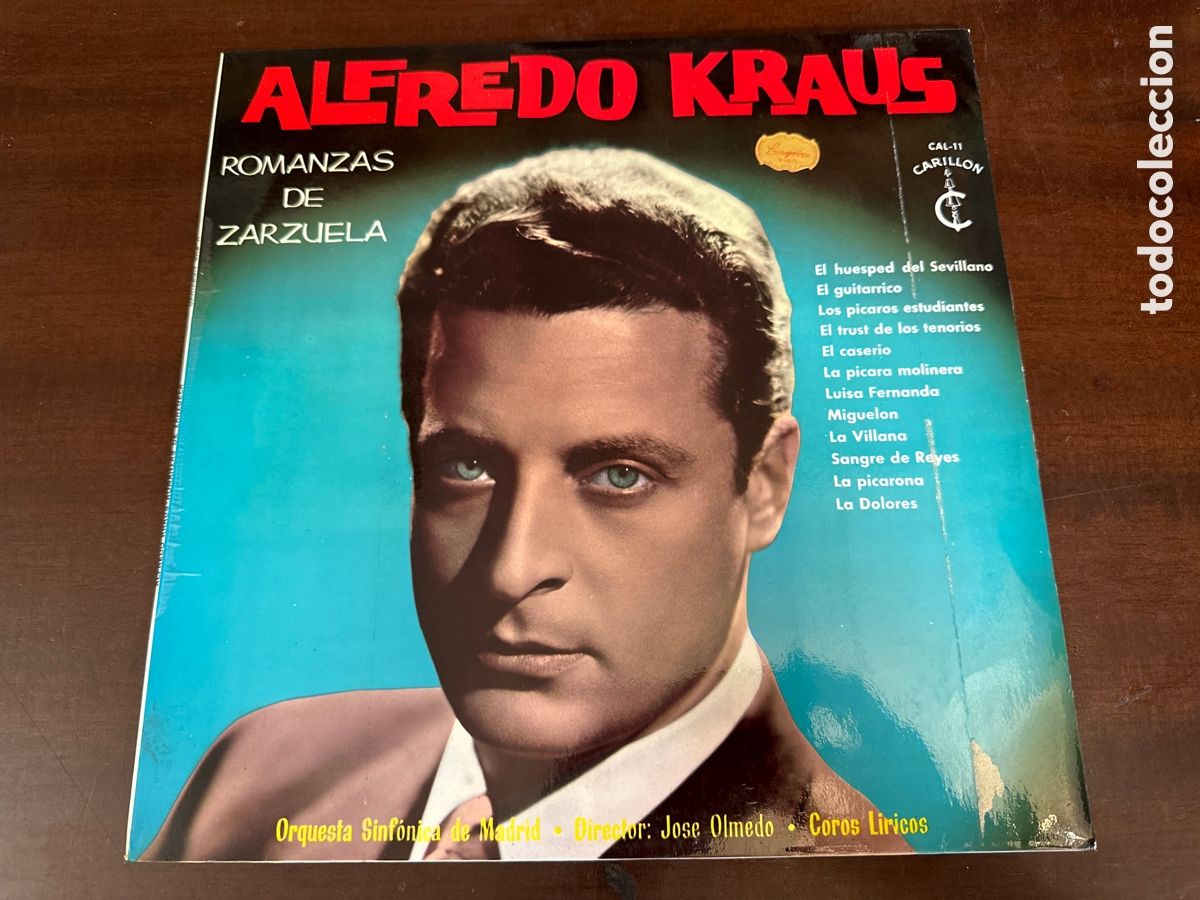 ALFREDO KRAUS
ROMANZAS
DE
ZARZUELA
CAL-11
CARILLON
El huesped del Sevillano
El guitarrico
Los picaros estudiantes
El trust de los tenorios
El caserio
La picara molinera
Luisa Fernanda
Miguelon
La Villana
Sangre de Reyes
La picarona
La Dolores
Orquesta Sinfónica de Madrid • Director: Jose Olmedo • Coros Liricos
todocoleccion